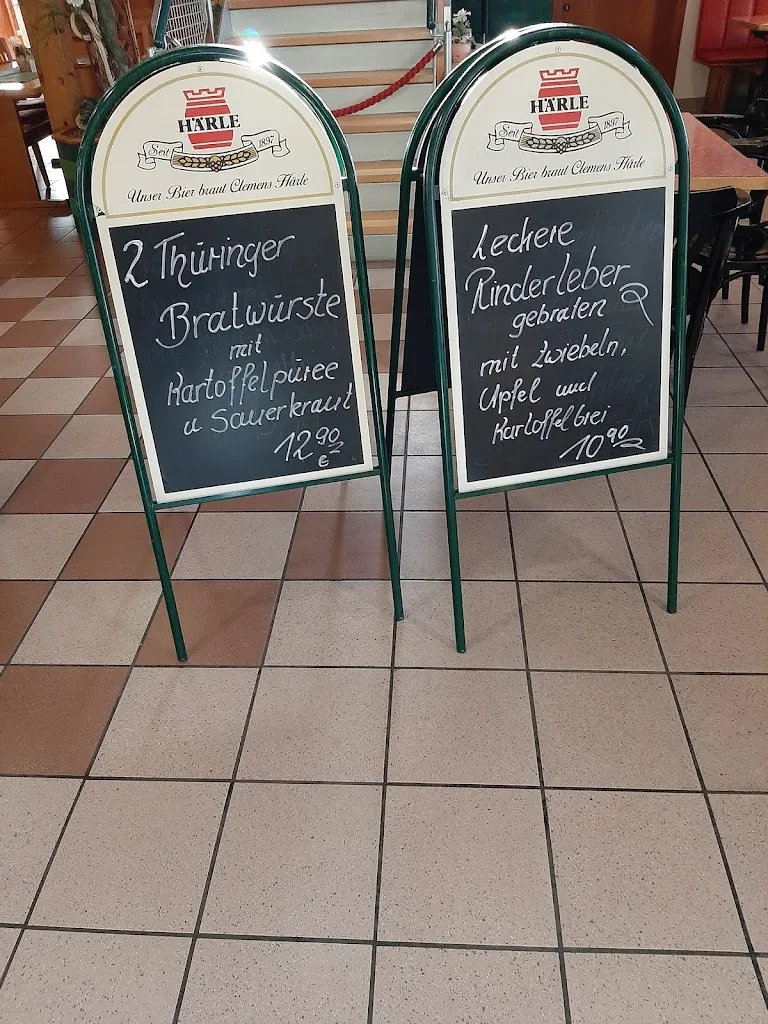 HÄRLE
Seit 1897
Unser Bier braut Clemens Härle
2 Thüringer
Bratwürste
mit
Kartoffelpüree
u Sauerkraut
12 90
€
HÄRLE
Seit 1897
Unser Bier braut Clemens Härle
Leckere
Rinderleber
gebraten
mit Zwiebeln,
Apfel und
Kartoffelbrei
10 90